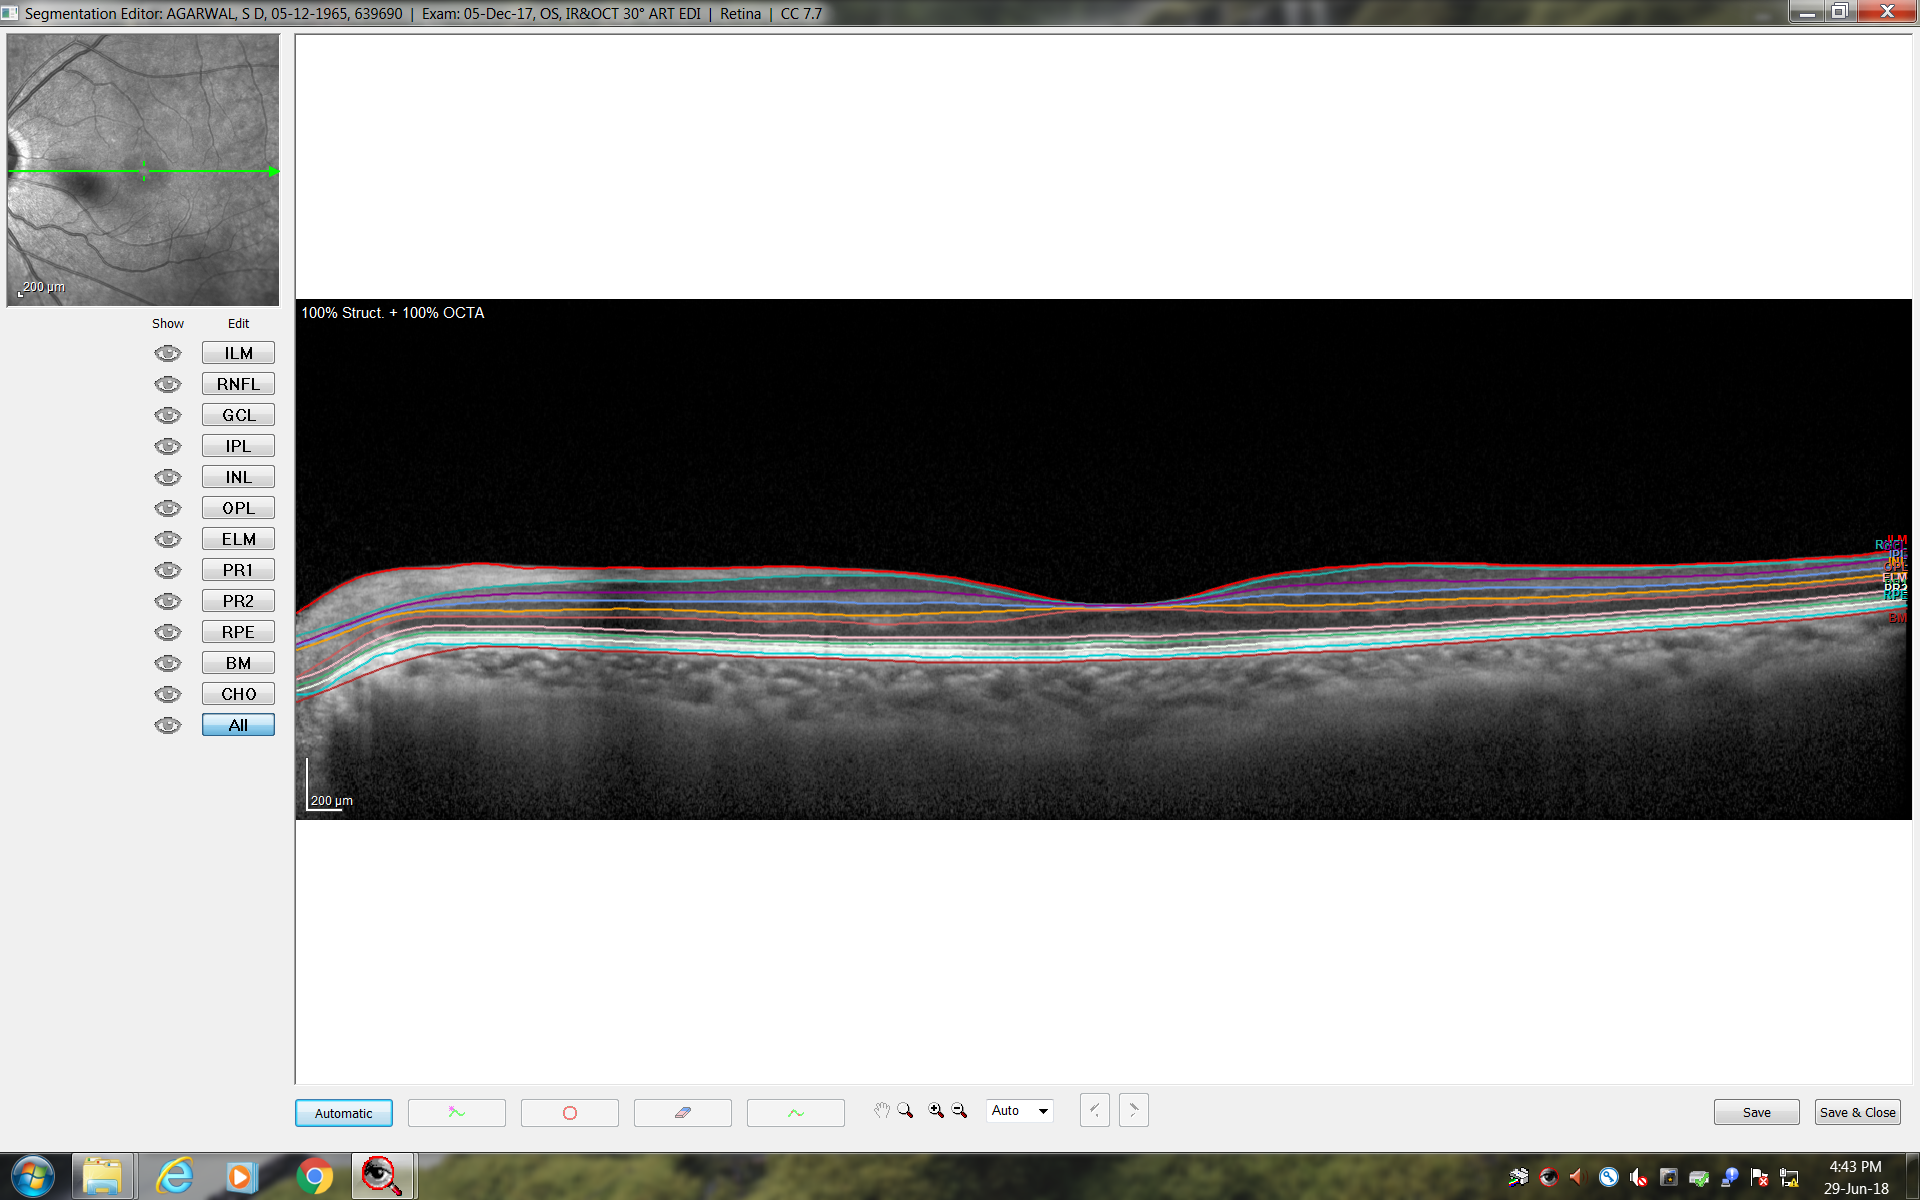 Segmentation Editor: AGARWAL, S D, 05-12-1965, 639690 | Exam: 05-Dec-17, OS, IR&OCT 30° ART EDI | Retina | CC 7.7
200 µm
Show Edit
ILM
RNFL
GCL
IPL
INL
OPL
ELM
PR1
PR2
RPE
BM
CHO
All
100% Struct. + 100% OCTA
ILM
IPL
OPL
ELM
PR2
RPE
BM
200 µm
Automatic
Auto
Save
Save & Close
4:43 PM
29-Jun-18